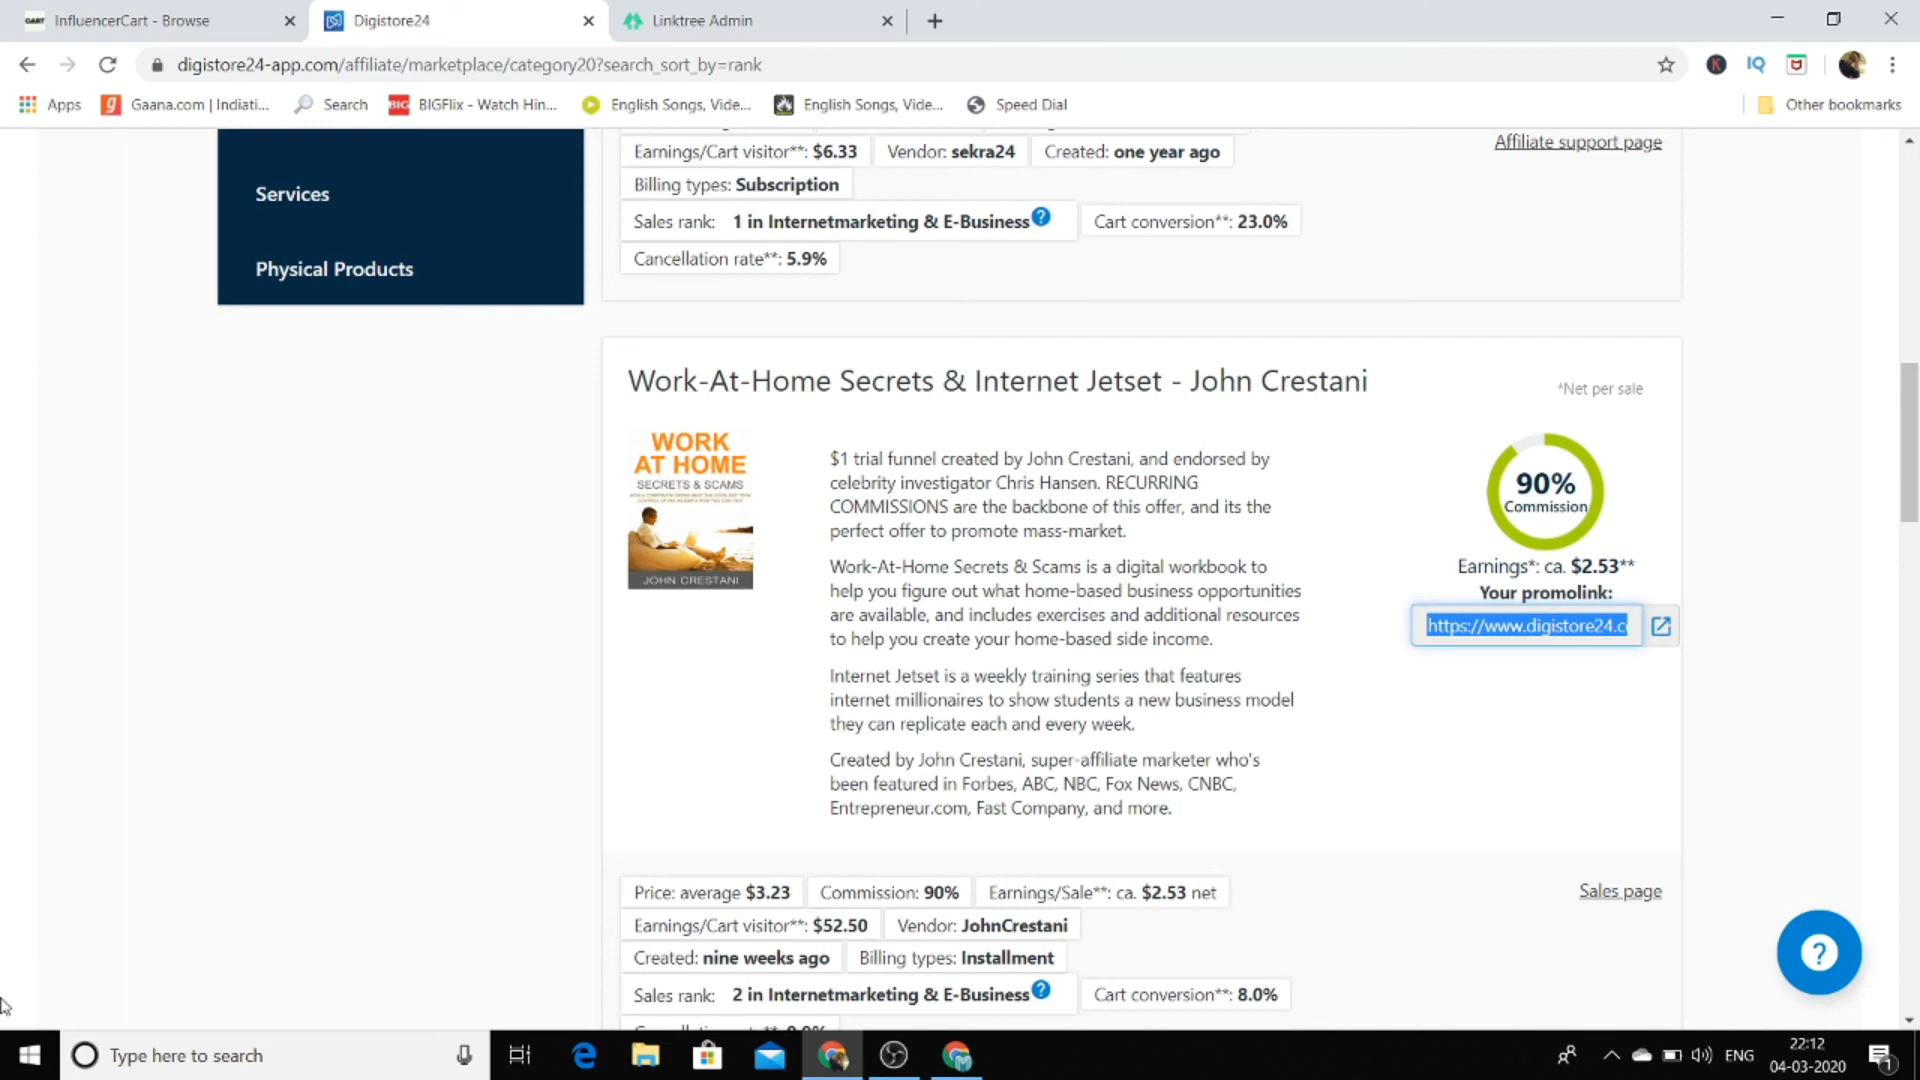 CART InfluencerCart - Browse
Digistore24
Linktree Admin
digistore24-app.com/affiliate/marketplace/category20?search_sort_by=rank
K
IQ
Apps
Gaana.com | Indiati...
Search
BIG BIGFlix - Watch Hin...
English Songs, Vide...
English Songs, Vide...
Speed Dial
Other bookmarks
Services
Physical Products
Earnings/Cart visitor**: $6.33
Vendor: sekra24
Created: one year ago
Affiliate support page
Billing types: Subscription
Sales rank: 1 in Internetmarketing & E-Business ?
Cart conversion**: 23.0%
Cancellation rate**: 5.9%
Work-At-Home Secrets & Internet Jetset - John Crestani
*Net per sale
WORK
AT HOME
SECRETS & SCAMS
JOHN CRESTANI
$1 trial funnel created by John Crestani, and endorsed by
celebrity investigator Chris Hansen. RECURRING
COMMISSIONS are the backbone of this offer, and its the
perfect offer to promote mass-market.
Work-At-Home Secrets & Scams is a digital workbook to
help you figure out what home-based business opportunities
are available, and includes exercises and additional resources
to help you create your home-based side income.
Internet Jetset is a weekly training series that features
internet millionaires to show students a new business model
they can replicate each and every week.
Created by John Crestani, super-affiliate marketer who's
been featured in Forbes, ABC, NBC, Fox News, CNBC,
Entrepreneur.com, Fast Company, and more.
90%
Commission
Earnings*: ca. $2.53**
Your promolink:
https://www.digistore24.c
Price: average $3.23
Commission: 90%
Earnings/Sale**: ca. $2.53 net
Sales page
Earnings/Cart visitor**: $52.50
Vendor: JohnCrestani
Created: nine weeks ago
Billing types: Installment
Sales rank: 2 in Internetmarketing & E-Business ?
Cart conversion**: 8.0%
?
Type here to search
ENG
22:12
04-03-2020
1